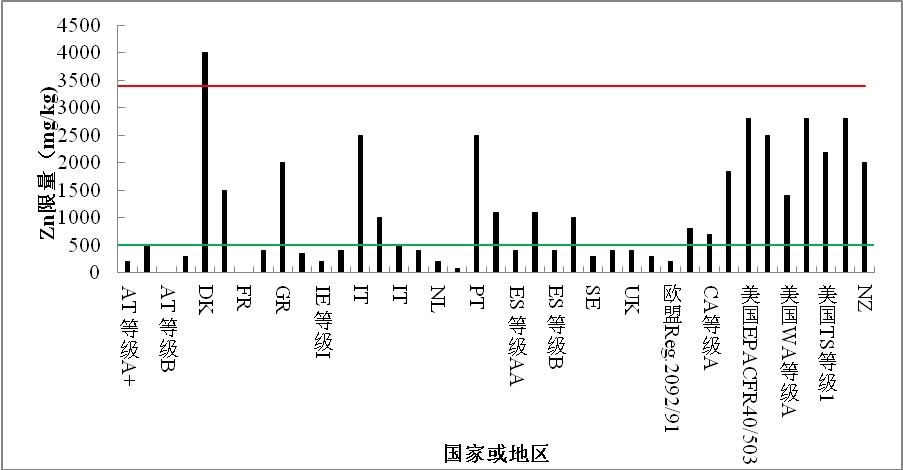 Zn限量（mg/kg）
4500
4000
3500
3000
2500
2000
1500
1000
500
0
AT 等级A+
AT 等级B
DK
FR
GR
IE 等级I
IT
IT
NL
PT
ES 等级AA
ES 等级B
SE
UK
欧盟Reg 2092/91
CA等级A
美国EPACFR40/503
美国WA等级A
美国TS等级1
NZ
国家或地区